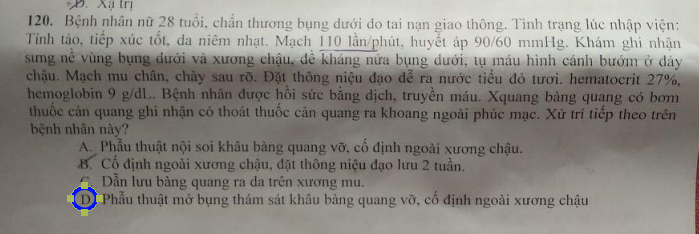 D. Xạ trị
120. Bệnh nhân nữ 28 tuổi, chấn thương bụng dưới do tai nạn giao thông. Tình trạng lúc nhập viện:
Tỉnh táo, tiếp xúc tốt, da niêm nhạt. Mạch 110 lần/phút, huyết áp 90/60 mmHg. Khám ghi nhận
sưng nề vùng bụng dưới và xương chậu, đề kháng nửa bụng dưới, tụ máu hình cánh bướm ở đáy
chậu. Mạch mu chân, chày sau rõ. Đặt thông niệu đạo dễ ra nước tiểu đỏ tươi. hematocrit 27%,
hemoglobin 9 g/dL. Bệnh nhân được hồi sức bằng dịch, truyền máu. Xquang bàng quang có bơm
thuốc cản quang ghi nhận có thoát thuốc cản quang ra khoang ngoài phúc mạc. Xử trí tiếp theo trên
bệnh nhân này?
A. Phẫu thuật nội soi khâu bàng quang vỡ, cố định ngoài xương chậu.
B. Cố định ngoài xương chậu, đặt thông niệu đạo lưu 2 tuần.
C. Dẫn lưu bàng quang ra da trên xương mu.
D. Phẫu thuật mở bụng thám sát khâu bàng quang vỡ, cố định ngoài xương chậu